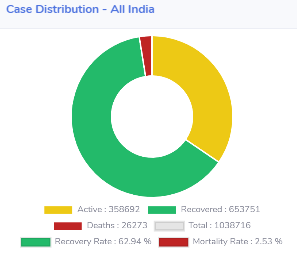 Case Distribution - All India
Active : 358692 Recovered : 653751
Deaths : 26273 Total : 1038716
Recovery Rate : 62.94 % Mortality Rate : 2.53 %